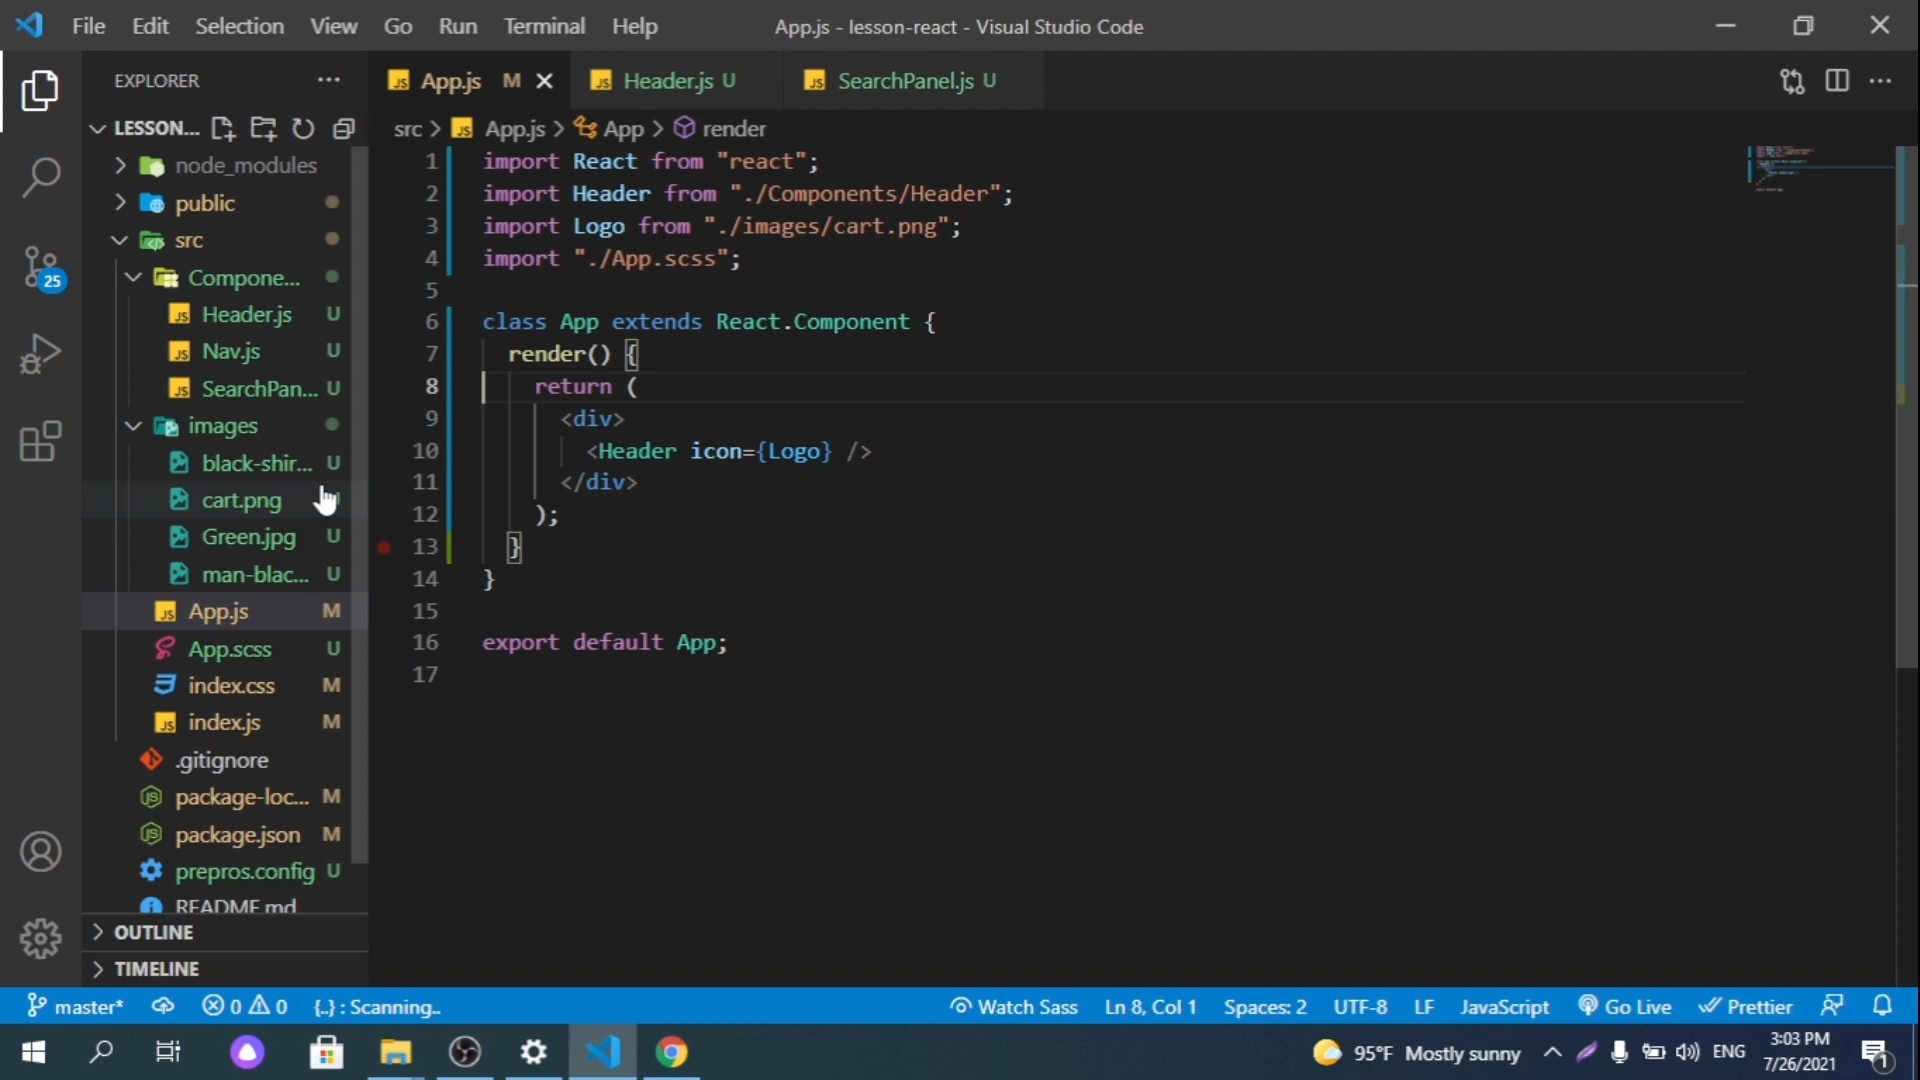 File Edit Selection View Go Run Terminal Help App.js - lesson-react - Visual Studio Code
EXPLORER
App.js M
Header.js U
SearchPanel.js U
LESSON...
src > App.js > App > render
node_modules
public
src
Compone...
Header.js U
Nav.js U
SearchPan... U
images
black-shir... U
cart.png
Green.jpg U
man-blac... U
App.js M
App.scss U
index.css M
index.js M
.gitignore
package-loc... M
package.json M
prepros.config U
README.md
OUTLINE
TIMELINE
25
1 import React from "react";
2 import Header from "./Components/Header";
3 import Logo from "./images/cart.png";
4 import "./App.scss";
5
6 class App extends React.Component {
7 render() {
8 return (
9 <div>
10 <Header icon={Logo} />
11 </div>
12 );
13 }
14 }
15
16 export default App;
17
master* 0 0 {..} : Scanning.. Watch Sass Ln 8, Col 1 Spaces: 2 UTF-8 LF JavaScript Go Live Prettier
95°F Mostly sunny ENG 3:03 PM
7/26/2021
1